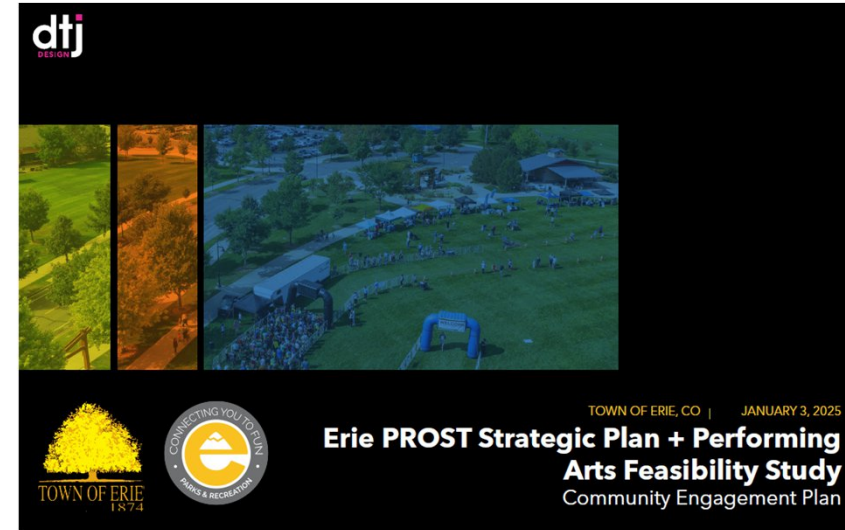 dtj
DESIGN
TOWN OF ERIE, CO | JANUARY 3, 2025
Erie PROST Strategic Plan + Performing
Arts Feasibility Study
Community Engagement Plan
TOWN OF ERIE
1874
CONNECTING YOU TO FUN
e
PARKS & RECREATION